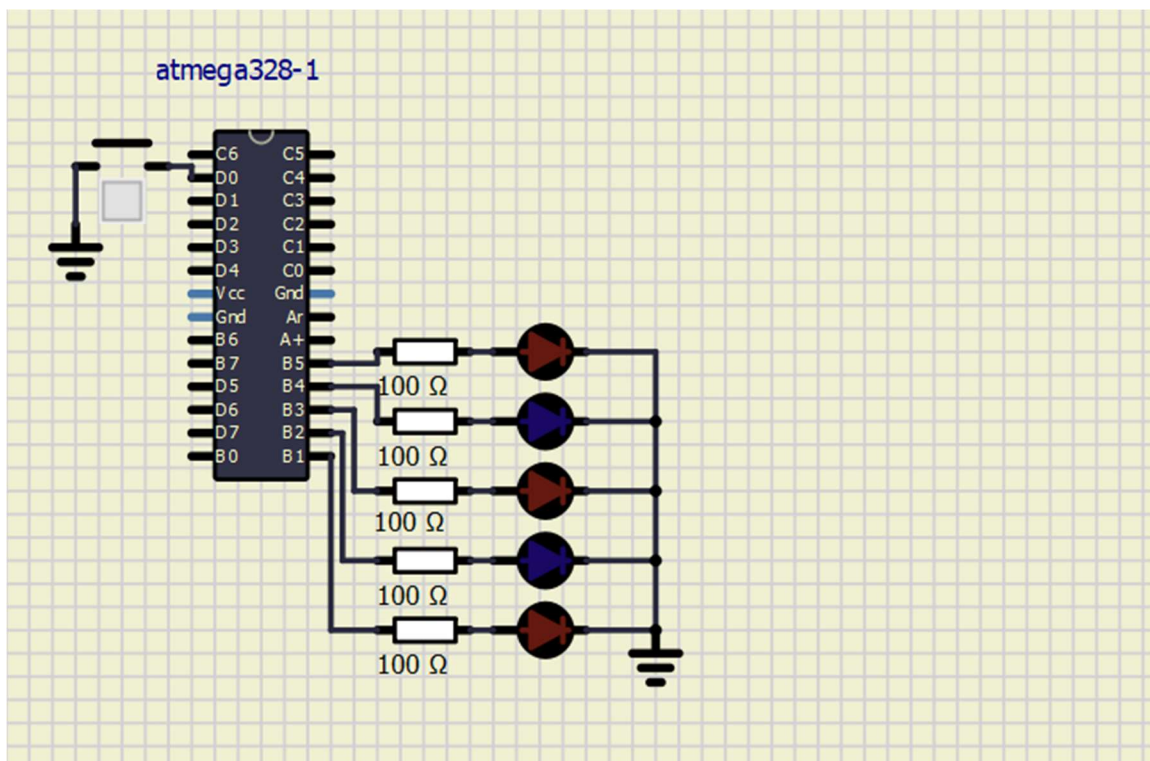 atmega328-1
C6 C5
D0 C4
D1 C3
D2 C2
D3 C1
D4 C0
Vcc Gnd
Gnd Ar
B6 A+
B7 B5
D5 B4
D6 B3
D7 B2
B0 B1
100 Ω
100 Ω
100 Ω
100 Ω
100 Ω